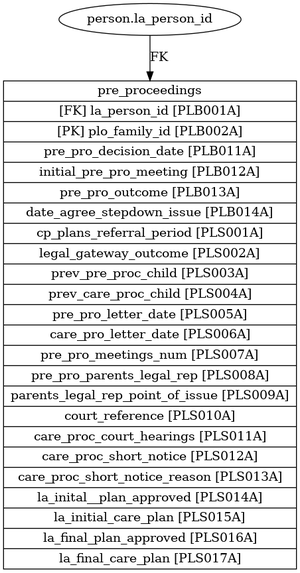 person.la_person_id
FK
pre_proceedings
[FK] la_person_id [PLB001A]
[PK] plo_family_id [PLB002A]
pre_pro_decision_date [PLB011A]
initial_pre_pro_meeting [PLB012A]
pre_pro_outcome [PLB013A]
date_agree_stepdown_issue [PLB014A]
cp_plans_referral_period [PLS001A]
legal_gateway_outcome [PLS002A]
prev_pre_proc_child [PLS003A]
prev_care_proc_child [PLS004A]
pre_pro_letter_date [PLS005A]
care_pro_letter_date [PLS006A]
pre_pro_meetings_num [PLS007A]
pre_pro_parents_legal_rep [PLS008A]
parents_legal_rep_point_of_issue [PLS009A]
court_reference [PLS010A]
care_proc_court_hearings [PLS011A]
care_proc_short_notice [PLS012A]
care_proc_short_notice_reason [PLS013A]
la_inital__plan_approved [PLS014A]
la_initial_care_plan [PLS015A]
la_final_plan_approved [PLS016A]
la_final_care_plan [PLS017A]